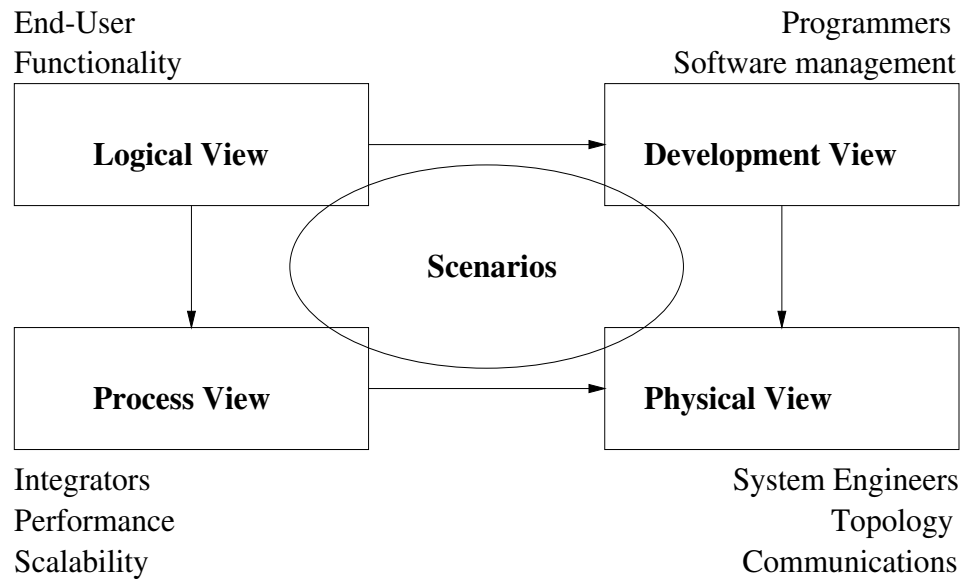 End-User
Functionality
Programmers
Software management
Logical View
Development View
Scenarios
Process View
Physical View
Integrators
Performance
Scalability
System Engineers
Topology
Communications